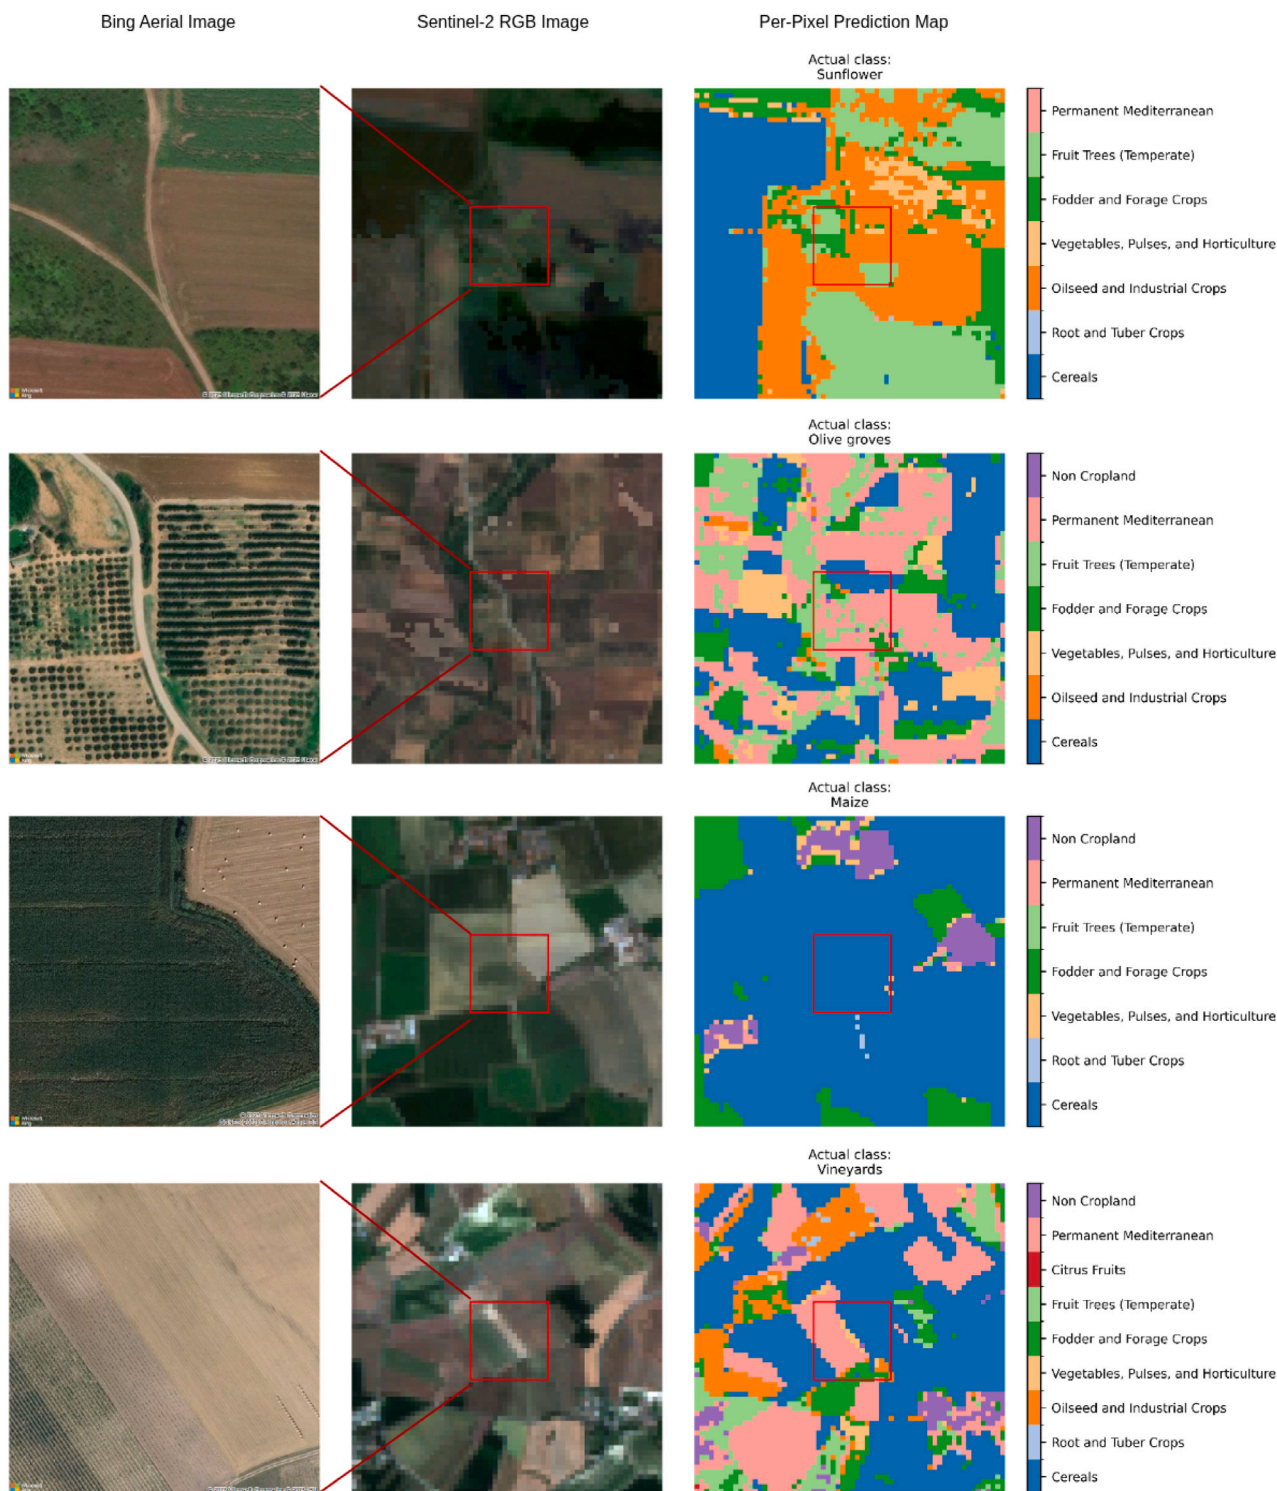 Bing Aerial Image
Sentinel-2 RGB Image
Per-Pixel Prediction Map
Actual class:
Sunflower
Permanent Mediterranean
Fruit Trees (Temperate)
Fodder and Forage Crops
Vegetables, Pulses, and Horticulture
Oilseed and Industrial Crops
Root and Tuber Crops
Cereals
Actual class:
Olive groves
Non Cropland
Permanent Mediterranean
Fruit Trees (Temperate)
Fodder and Forage Crops
Vegetables, Pulses, and Horticulture
Oilseed and Industrial Crops
Cereals
Actual class:
Maize
Non Cropland
Permanent Mediterranean
Fruit Trees (Temperate)
Fodder and Forage Crops
Vegetables, Pulses, and Horticulture
Root and Tuber Crops
Cereals
Actual class:
Vineyards
Non Cropland
Permanent Mediterranean
Citrus Fruits
Fruit Trees (Temperate)
Fodder and Forage Crops
Vegetables, Pulses, and Horticulture
Oilseed and Industrial Crops
Root and Tuber Crops
Cereals